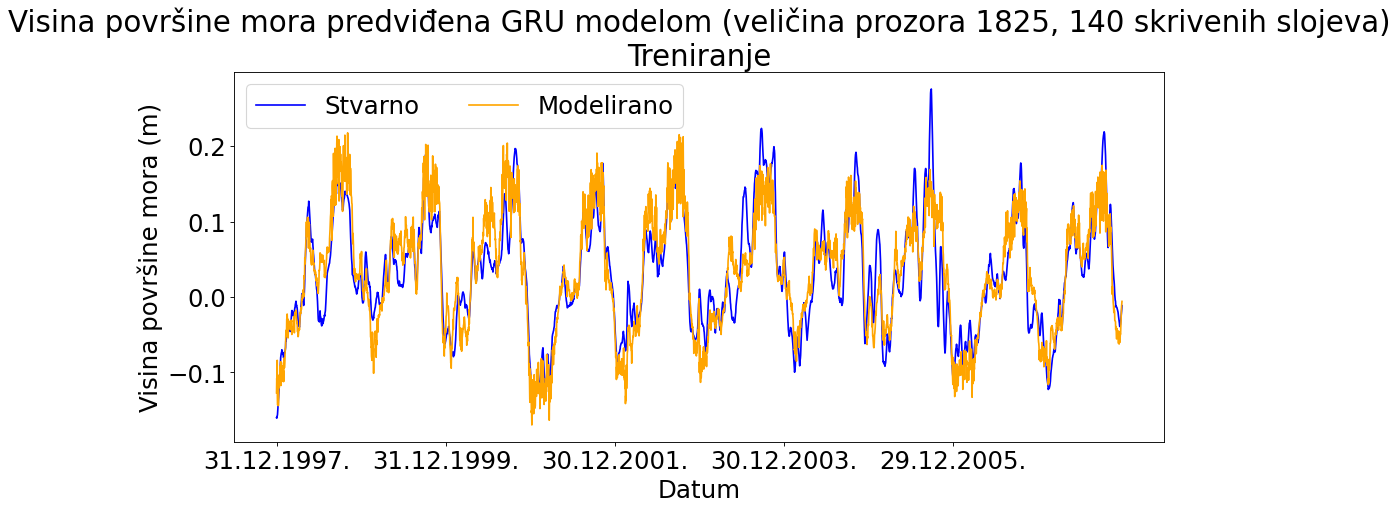 Visina površine mora predviđena GRU modelom (veličina prozora 1825, 140 skrivenih slojeva)
Treniranje
Stvarno
Modelirano
Visina površine mora (m)
0.2
0.1
0.0
−0.1
31.12.1997.
31.12.1999.
30.12.2001.
30.12.2003.
29.12.2005.
Datum